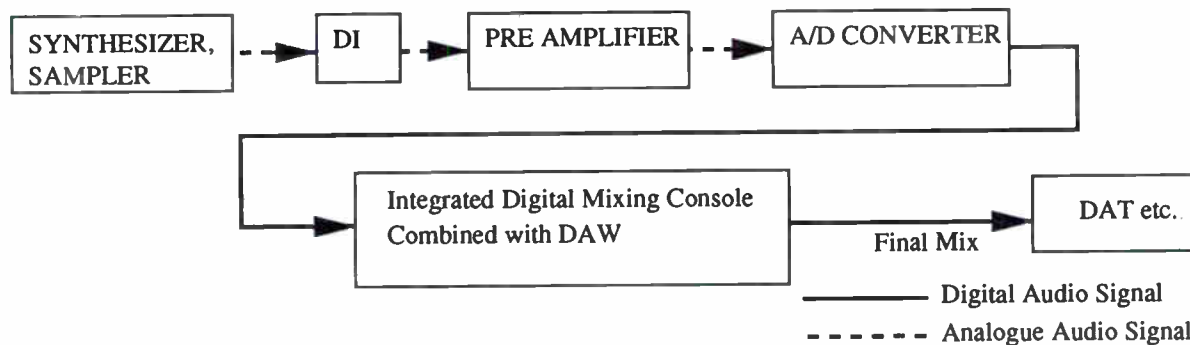 SYNTHESIZER,
SAMPLER
DI
PRE AMPLIFIER
A/D CONVERTER
Integrated Digital Mixing Console
Combined with DAW
Final Mix
DAT etc..
Digital Audio Signal
Analogue Audio Signal